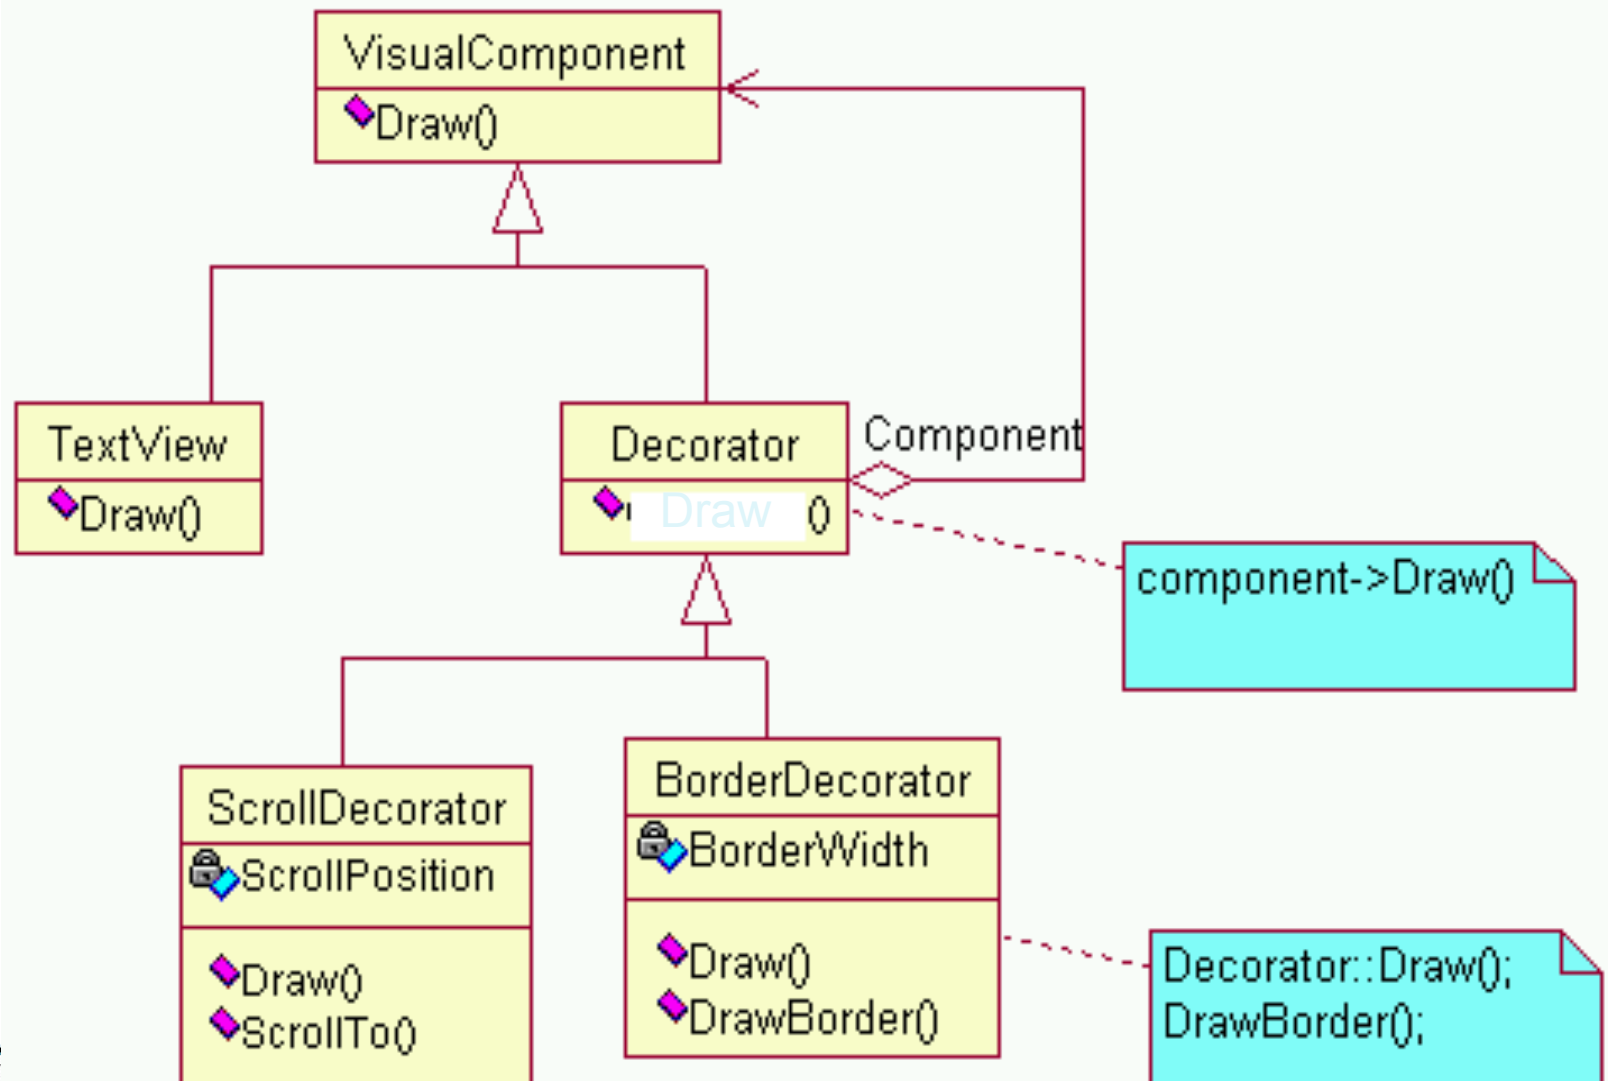 VisualComponent
Draw()
TextView
Draw()
Decorator
Draw ()
Component
component->Draw()
ScrollDecorator
ScrollPosition
Draw()
ScrollTo()
BorderDecorator
BorderWidth
Draw()
DrawBorder()
Decorator::Draw();
DrawBorder();